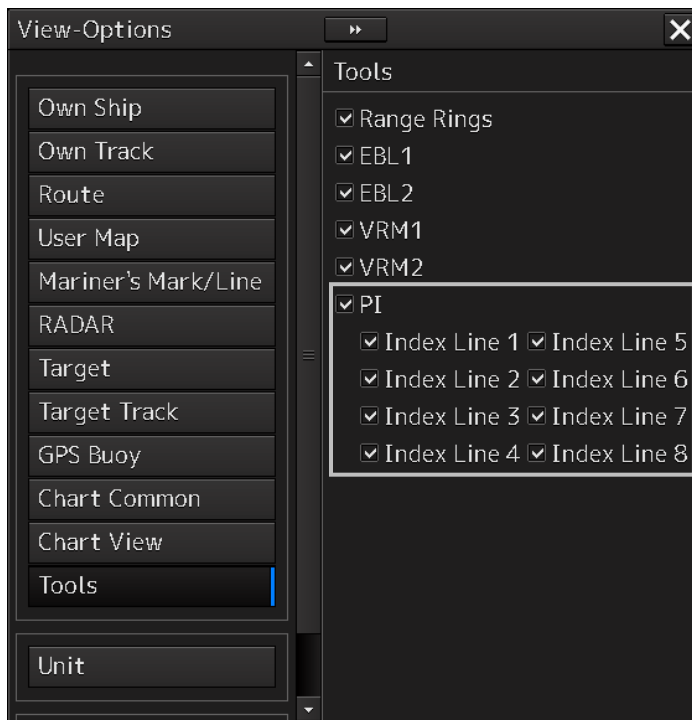 View-Options
Own Ship
Own Track
Route
User Map
Mariner's Mark/Line
RADAR
Target
Target Track
GPS Buoy
Chart Common
Chart View
Tools
Unit
Tools
Range Rings
EBL1
EBL2
VRM1
VRM2
PI
Index Line 1 Index Line 5
Index Line 2 Index Line 6
Index Line 3 Index Line 7
Index Line 4 Index Line 8